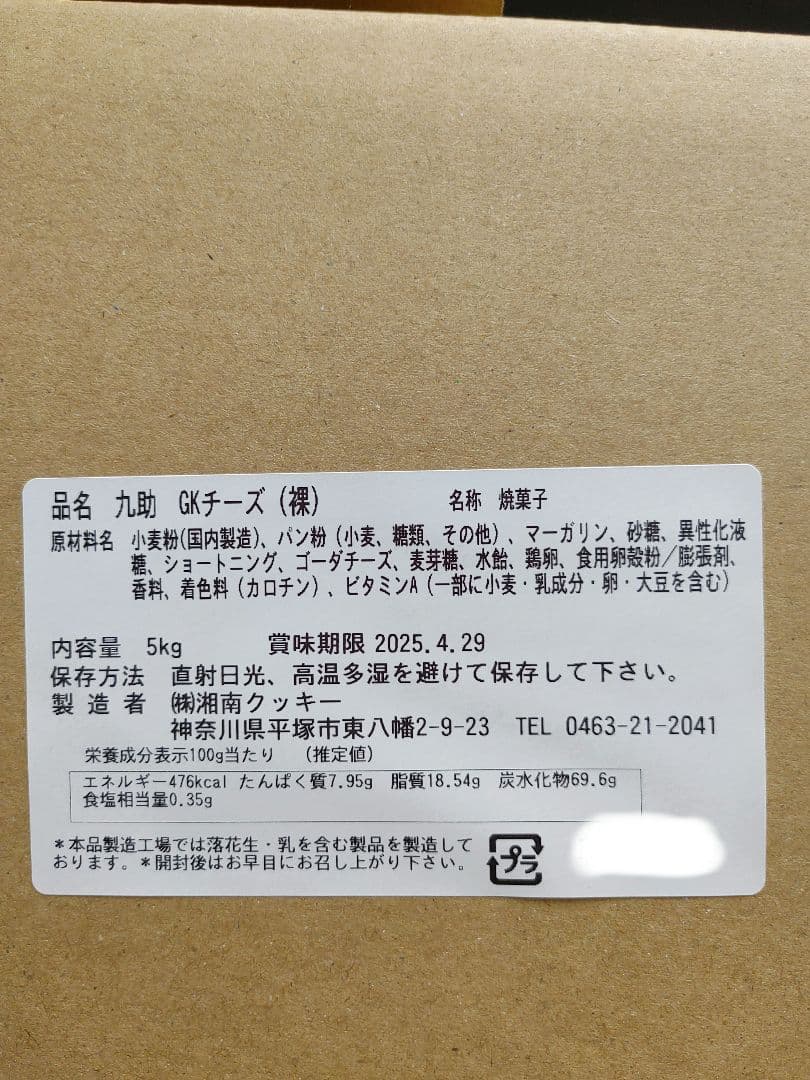 品名 九助 GKチーズ(裸) 名称 焼菓子
原材料名 小麦粉(国内製造)、パン粉(小麦、糖類、その他)、マーガリン、砂糖、異性化液
糖、ショートニング、ゴーダチーズ、麦芽糖、水飴、鶏卵、食用卵殻粉/膨張剤、
香料、着色料(カロチン)、ビタミンA(一部に小麦・乳成分・卵・大豆を含む)
内容量 5kg 賞味期限 2025.4.29
保存方法 直射日光、高温多湿を避けて保存して下さい。
製造者 ㈱湘南クッキー
神奈川県平塚市東八幡2-9-23 TEL 0463-21-2041
栄養成分表示100g当たり (推定値)
エネルギー476kcal たんぱく質7.95g 脂質18.54g 炭水化物69.6g
食塩相当量0.35g
*本品製造工場では落花生・乳を含む製品を製造して
おります。*開封後はお早目にお召し上がり下さい。
プラ